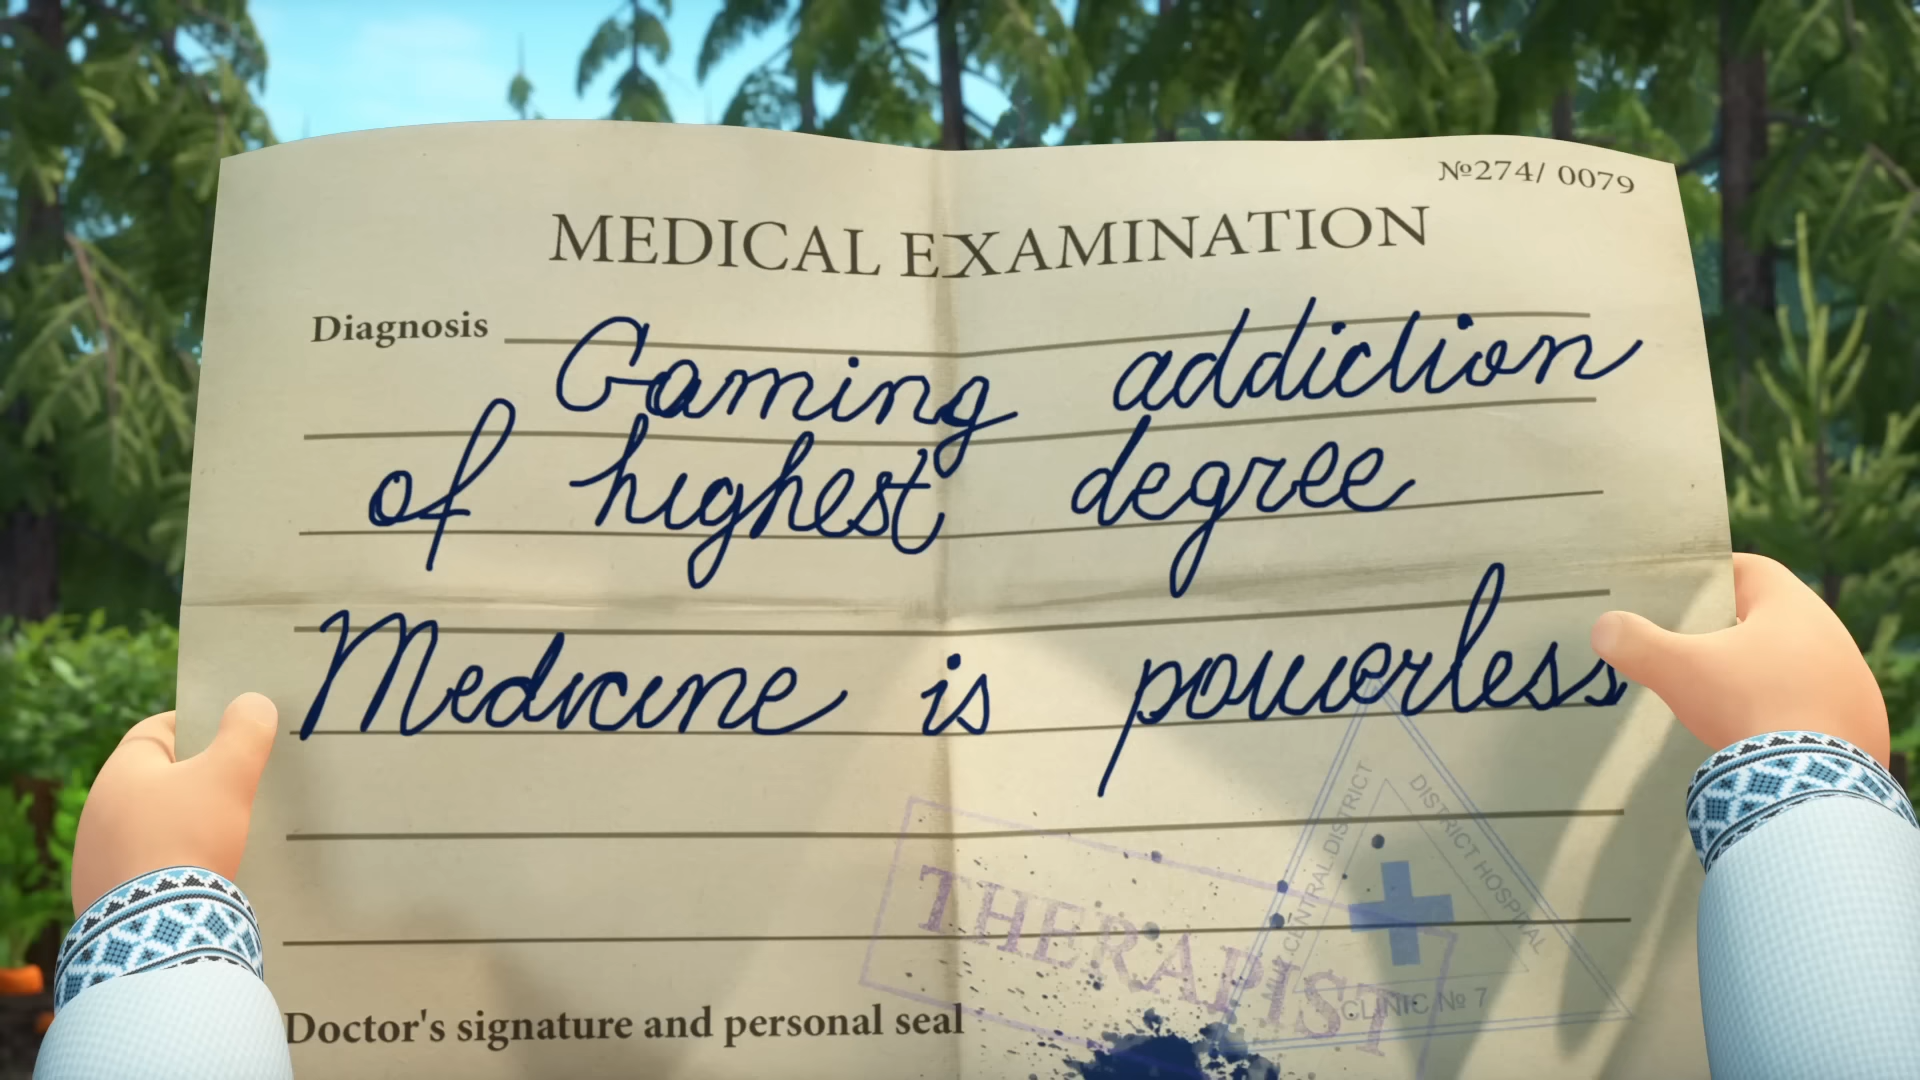 №274/ 0079
MEDICAL EXAMINATION
Diagnosis Gaming addiction
of highest degree
Medicine is powerless
THERAPIST
CENTRAL DISTRICT
DISTRICT HOSPITAL
CLINIC № 7
Doctor's signature and personal seal